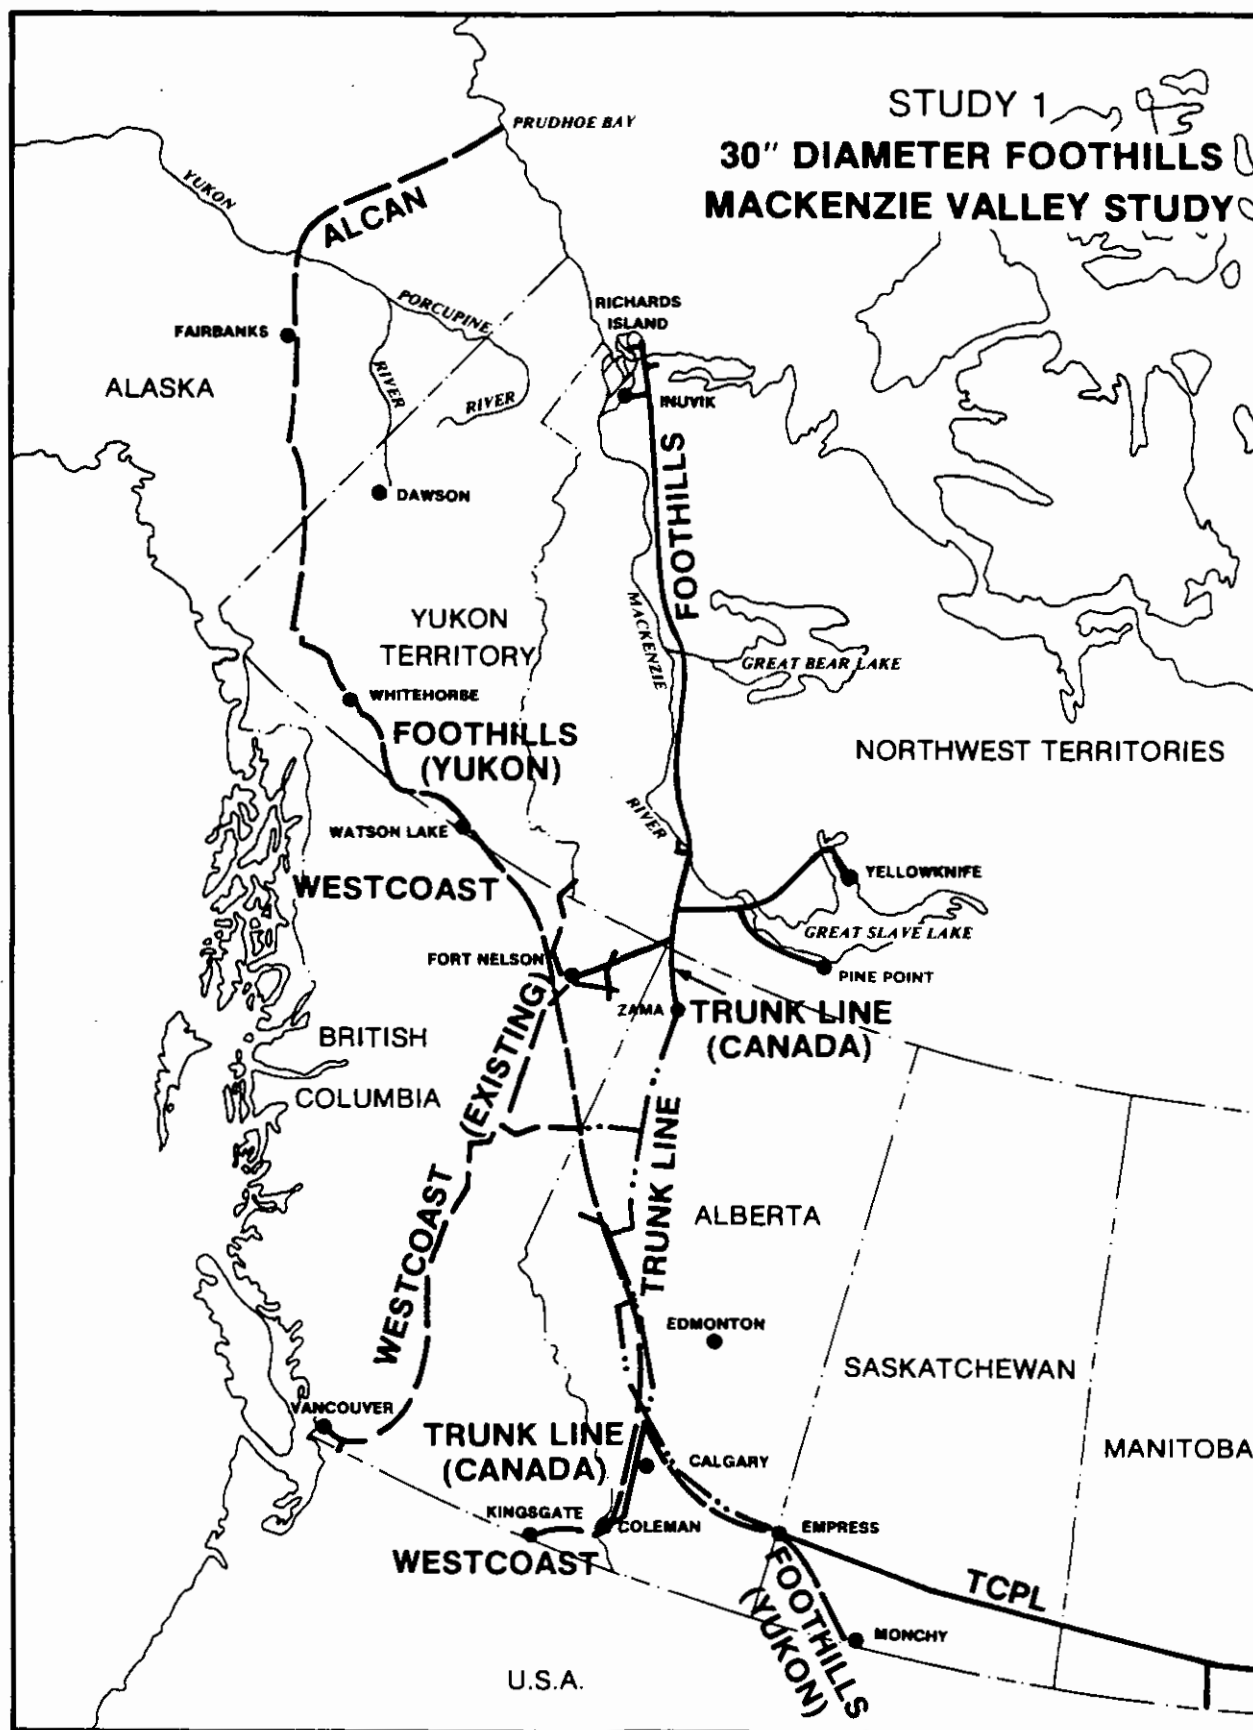 STUDY 1
30" DIAMETER FOOTHILLS
MACKENZIE VALLEY STUDY
PRUDHOE BAY
YUKON
ALCAN
PORCUPINE
RICHARDS
ISLAND
FAIRBANKS
ALASKA
RIVER
RIVER
INUVIK
FOOTHILLS
DAWSON
MACKENZIE
YUKON
TERRITORY
GREAT BEAR LAKE
WHITEHORBE
FOOTHILLS
(YUKON)
NORTHWEST TERRITORIES
RIVER
WATSON LAKE
YELLOWKNIFE
WESTCOAST
GREAT SLAVE LAKE
FORT NELSON
PINE POINT
ZAMA
TRUNK LINE
(CANADA)
BRITISH
COLUMBIA
WESTCOAST (EXISTING)
TRUNK LINE
ALBERTA
EDMONTON
SASKATCHEWAN
VANCOUVER
TRUNK LINE
(CANADA)
MANITOBA
CALGARY
KINGSGATE
COLEMAN
EMPRESS
WESTCOAST
FOOTHILLS
(YUKON)
TCPL
MONCHY
U.S.A.